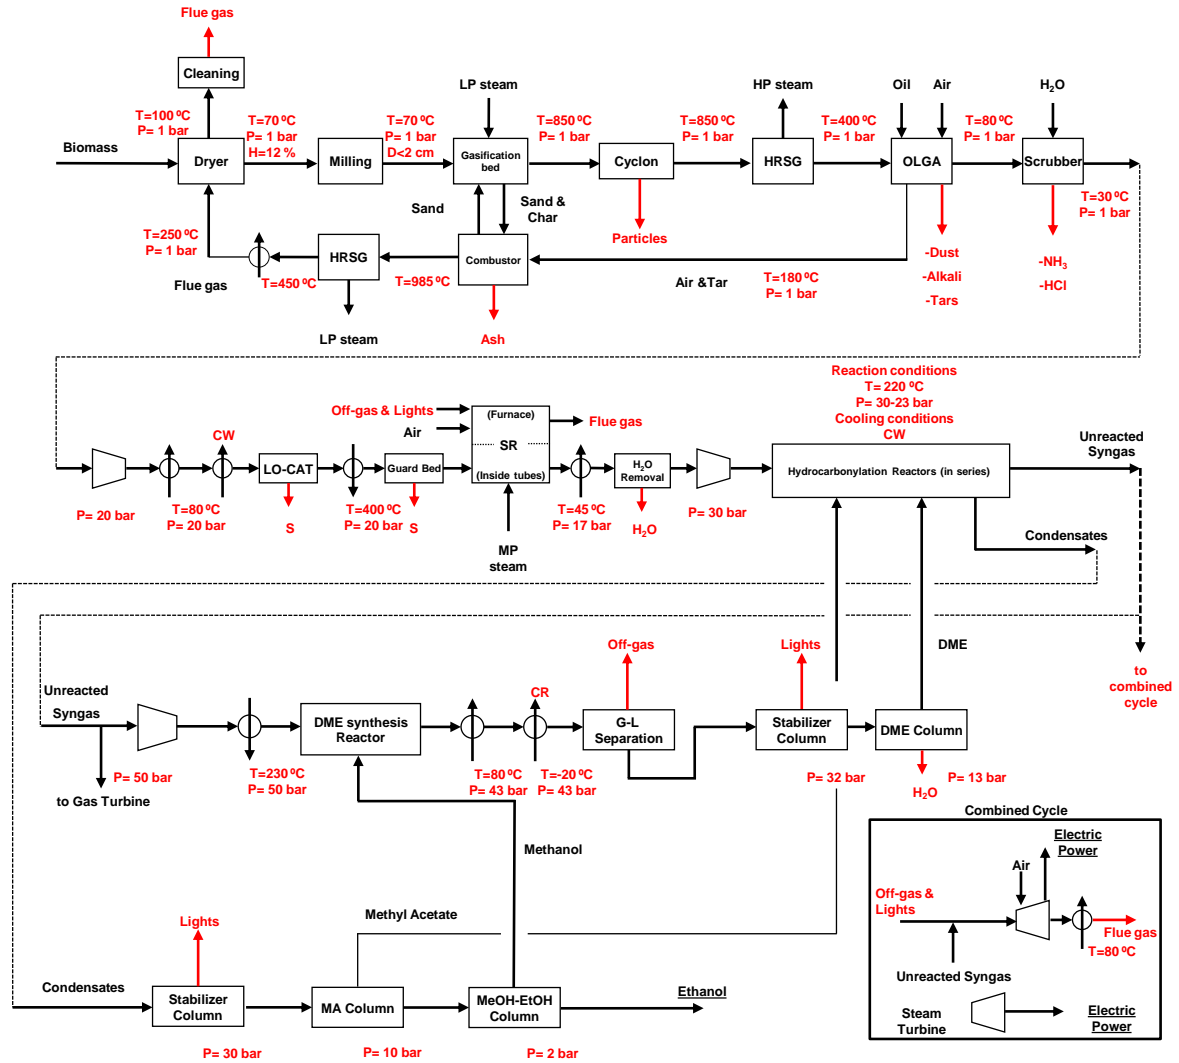 Flue gas
Cleaning
T=100 ºC
P= 1 bar
T=70 ºC
P= 1 bar
H=12 %
T=70 ºC
P= 1 bar
D<2 cm
LP steam
T=850 ºC
P= 1 bar
T=850 ºC
P= 1 bar
HP steam
T=400 ºC
P= 1 bar
Oil
Air
T=80 ºC
P= 1 bar
H2O
Biomass
Dryer
Milling
Gasification
bed
Cyclon
HRSG
OLGA
Scrubber
T=30 ºC
P= 1 bar
Sand
Sand &
Char
Particles
T=250 ºC
P= 1 bar
HRSG
Combustor
-Dust
-Alkali
-Tars
-NH3
-HCl
Flue gas
T=450 ºC
T=985 ºC
Air &Tar
T=180 ºC
P= 1 bar
LP steam
Ash
Reaction conditions
T= 220 ºC
P= 30-23 bar
Cooling conditions
CW
Off-gas & Lights
Air
(Furnace)
SR
(Inside tubes)
Flue gas
CW
LO-CAT
Guard Bed
H2O
Removal
Hydrocarbonylation Reactors (in series)
Unreacted
Syngas
P= 20 bar
T=80ºC
P= 20 bar
S
T=400 ºC
P= 20 bar
S
MP
steam
T=45 ºC
P= 17 bar
H2O
P= 30 bar
Condensates
Off-gas
Lights
DME
to
combined
cycle
Unreacted
Syngas
DME synthesis
Reactor
CR
G-L
Separation
Stabilizer
Column
DME Column
P= 50 bar
T=230 ºC
P= 50 bar
T=80 ºC
P= 43 bar
T=-20 ºC
P= 43 bar
P= 32 bar
H2O
P= 13 bar
to Gas Turbine
Methanol
Methyl Acetate
Lights
Condensates
Stabilizer
Column
MA Column
MeOH-EtOH
Column
Ethanol
P= 30 bar
P= 10 bar
P= 2 bar
Combined Cycle
Electric
Power
Air
Off-gas &
Lights
Flue gas
T=80 ºC
Unreacted Syngas
Steam
Turbine
Electric
Power